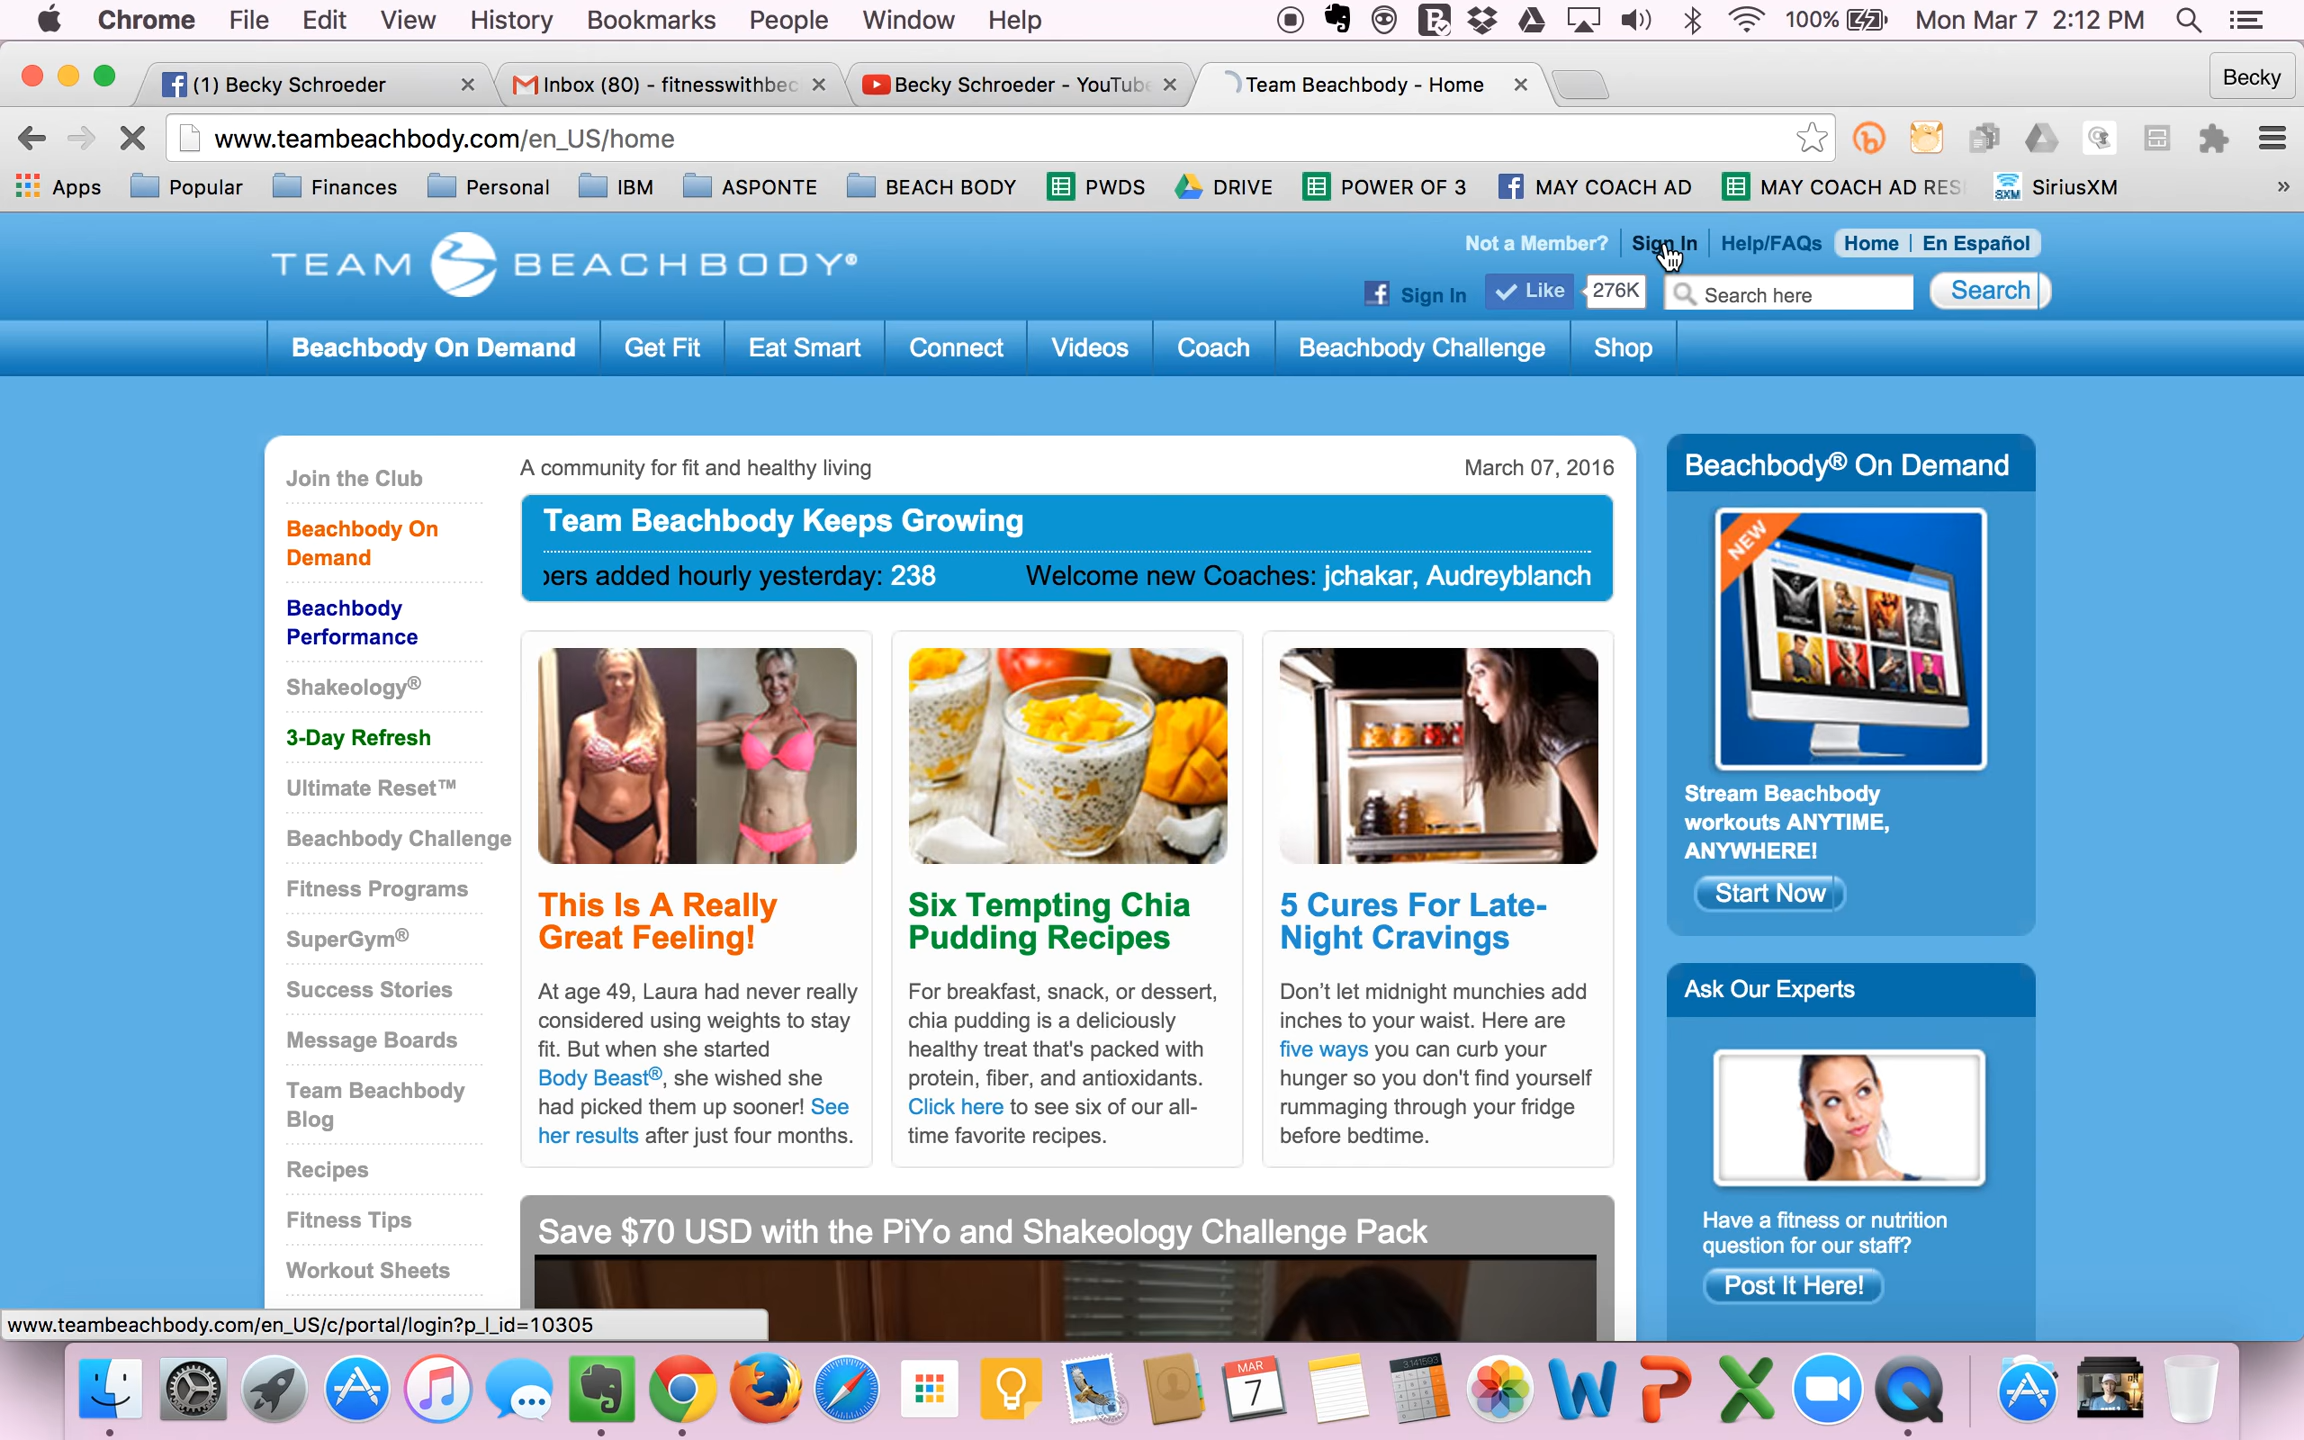 Chrome File Edit View History Bookmarks People Window Help 100% Mon Mar 7 2:12 PM
(1) Becky Schroeder
Inbox (80) - fitnesswithbec
Becky Schroeder - YouTube
Team Beachbody - Home
Becky
www.teambeachbody.com/en_US/home
Apps Popular Finances Personal IBM ASPONTE BEACH BODY PWDS DRIVE POWER OF 3 MAY COACH AD MAY COACH AD RES SiriusXM »
TEAM BEACHBODY®
Not a Member? Sign In Help/FAQs Home En Español
Sign In Like 276K Search here Search
Beachbody On Demand Get Fit Eat Smart Connect Videos Coach Beachbody Challenge Shop
Join the Club
Beachbody On
Demand
Beachbody
Performance
Shakeology®
3-Day Refresh
Ultimate Reset™
Beachbody Challenge
Fitness Programs
SuperGym®
Success Stories
Message Boards
Team Beachbody
Blog
Recipes
Fitness Tips
Workout Sheets
A community for fit and healthy living
March 07, 2016
Team Beachbody Keeps Growing
bers added hourly yesterday: 238 Welcome new Coaches: jchakar, Audreyblanch
This Is A Really
Great Feeling!
At age 49, Laura had never really
considered using weights to stay
fit. But when she started
Body Beast®, she wished she
had picked them up sooner! See
her results after just four months.
Six Tempting Chia
Pudding Recipes
For breakfast, snack, or dessert,
chia pudding is a deliciously
healthy treat that's packed with
protein, fiber, and antioxidants.
Click here to see six of our all-
time favorite recipes.
5 Cures For Late-
Night Cravings
Don’t let midnight munchies add
inches to your waist. Here are
five ways you can curb your
hunger so you don't find yourself
rummaging through your fridge
before bedtime.
Save $70 USD with the PiYo and Shakeology Challenge Pack
Beachbody® On Demand
NEW
Stream Beachbody
workouts ANYTIME,
ANYWHERE!
Start Now
Ask Our Experts
Have a fitness or nutrition
question for our staff?
Post It Here!
www.teambeachbody.com/en_US/c/portal/login?p_l_id=10305
MAR
7